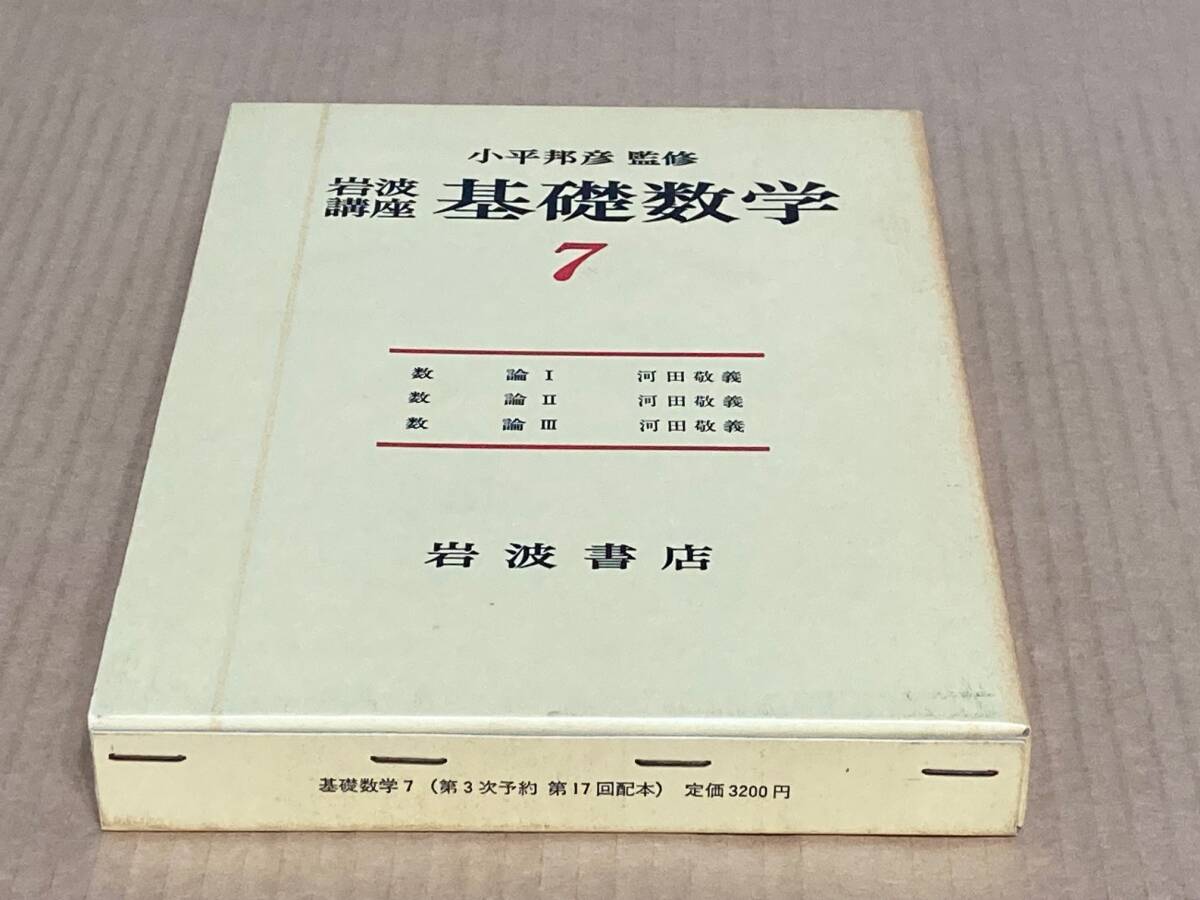 小平邦彦 監修
岩波講座 基礎数学
7
数論 I 河田敬義
数論 II 河田敬義
数論 III 河田敬義
岩波書店
基礎数学 7 (第3次予約 第17回配本) 定価3200円